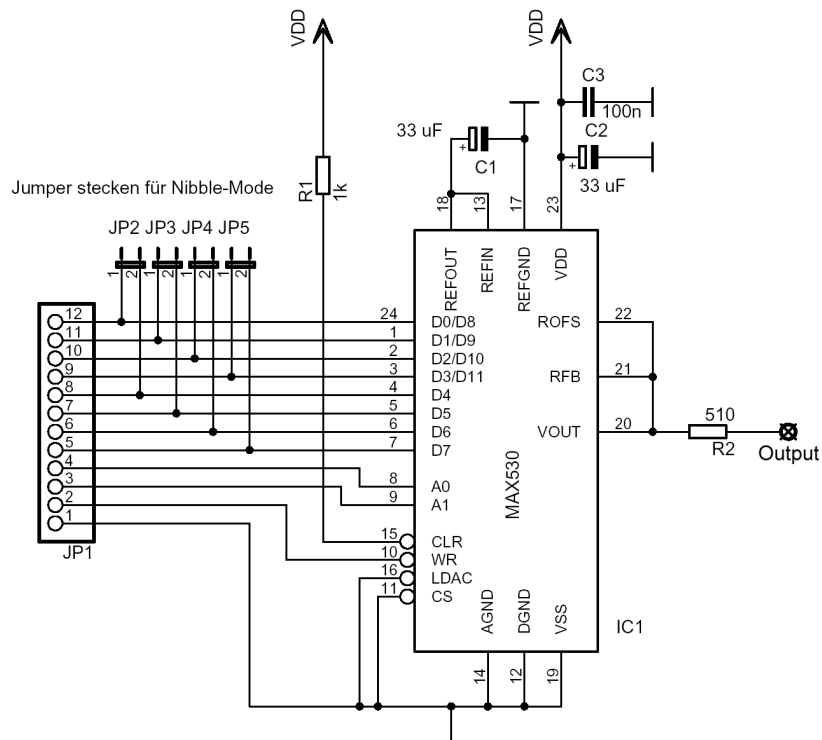 VDD
VDD
C3
100n
C2
33 uF
33 uF
+
C1
+
R1
1k
Jumper stecken für Nibble-Mode
JP2 JP3 JP4 JP5
1 2 1 2 1 2 1 2
18 13 17 23
REFOUT REFIN REFGND VDD
12 24 D0/D8 ROFS 22
11 1 D1/D9
10 2 D2/D10
9 3 D3/D11 RFB 21
8 4 D4
7 5 D5
6 6 D6 VOUT 20
5 7 D7
510
R2
Output
4 8 A0
3 9 A1
2
1
MAX530
JP1
15 CLR
10 WR
16 LDAC
11 CS
AGND DGND VSS
IC1
14 12 19